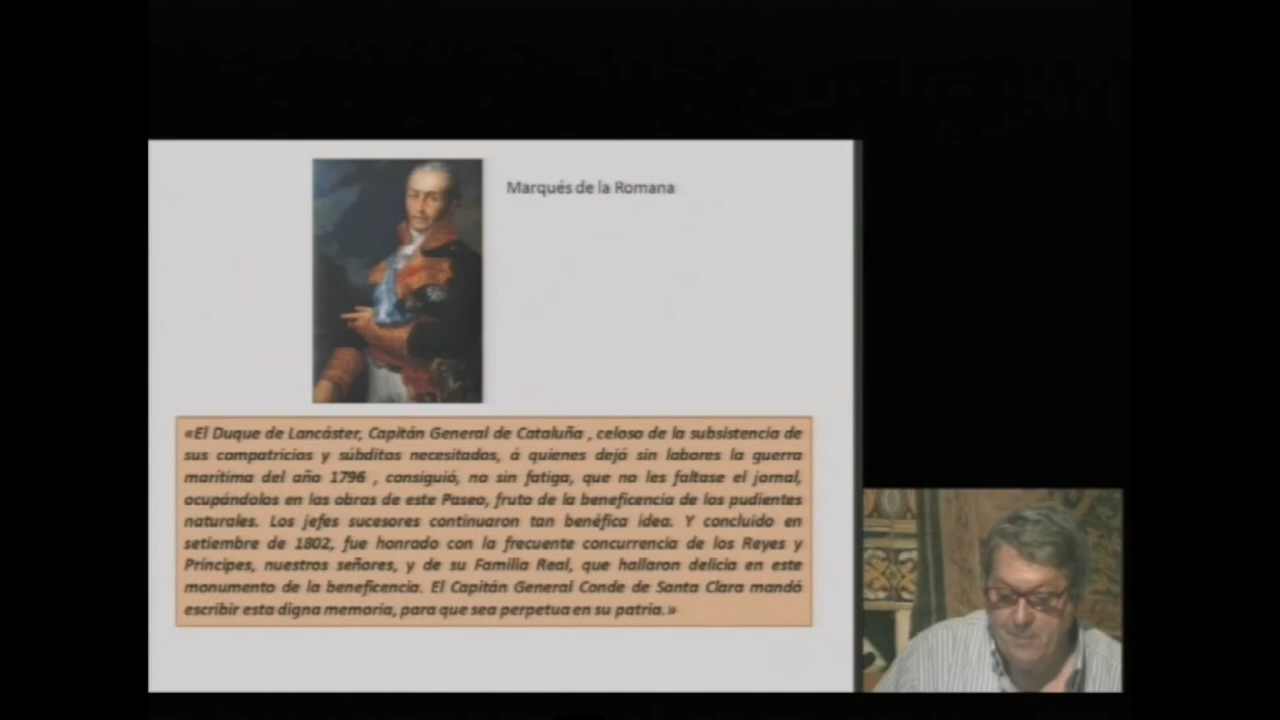 Marqués de la Romana
«El Duque de Lancáster, Capitán General de Cataluña , celoso de la subsistencia de
sus compatricios y súbditos necesitados, á quienes dejó sin labores la guerra
marítima del año 1796 , consiguió, no sin fatiga, que no les faltase el jornal,
ocupándolos en las obras de este Paseo, fruto de la beneficencia de los pudientes
naturales. Los jefes sucesores continuaron tan benéfica idea. Y concluido en
setiembre de 1802, fue honrado con la frecuente concurrencia de los Reyes y
Príncipes, nuestros señores, y de su Familia Real, que hallaron delicia en este
monumento de la beneficencia. El Capitán General Conde de Santa Clara mandó
escribir esta digna memoria, para que sea perpetua en su patria.»